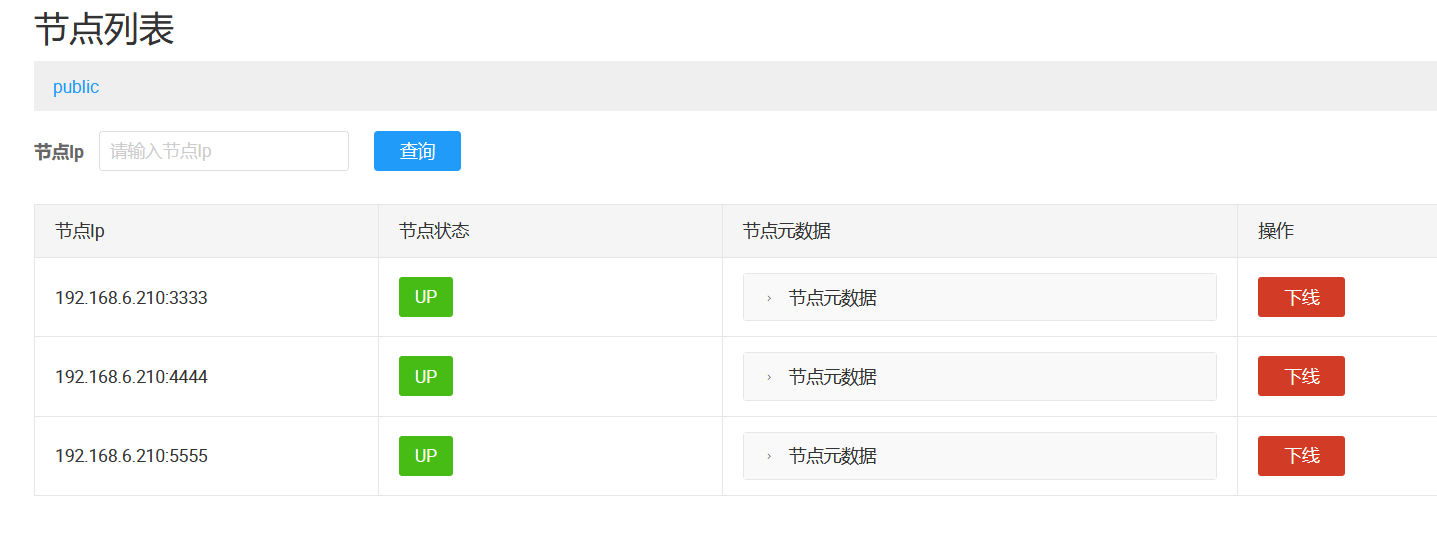 节点列表
public
节点Ip 请输入节点Ip 查询
节点Ip 节点状态 节点元数据 操作
192.168.6.210:3333 UP 节点元数据 下线
192.168.6.210:4444 UP 节点元数据 下线
192.168.6.210:5555 UP 节点元数据 下线